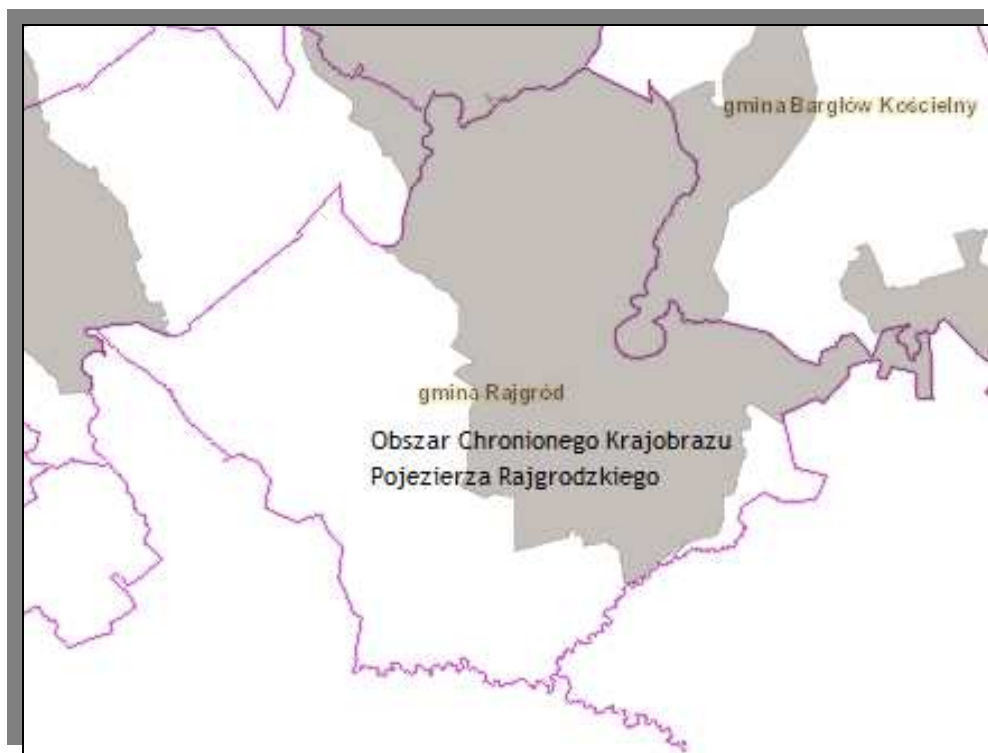 gmina Bargłów Kościelny
gmina Rajgród
Obszar Chronionego Krajobrazu
Pojezierza Rajgrodzkiego